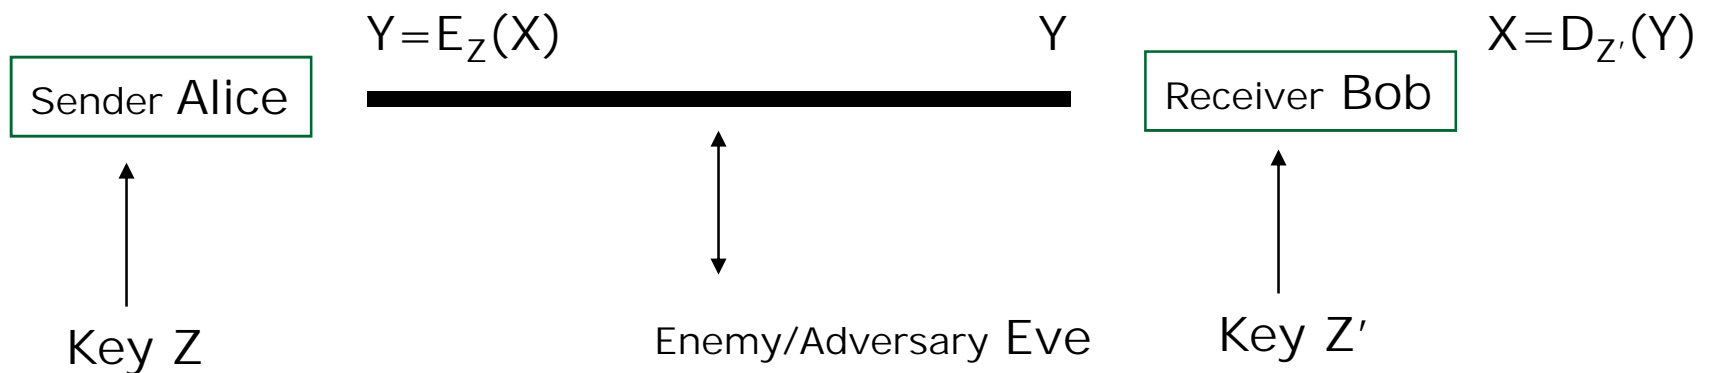 Y=E_Z(X) Y X=D_Z'(Y)
Sender Alice Receiver Bob
Key Z Enemy/Adversary Eve Key Z'